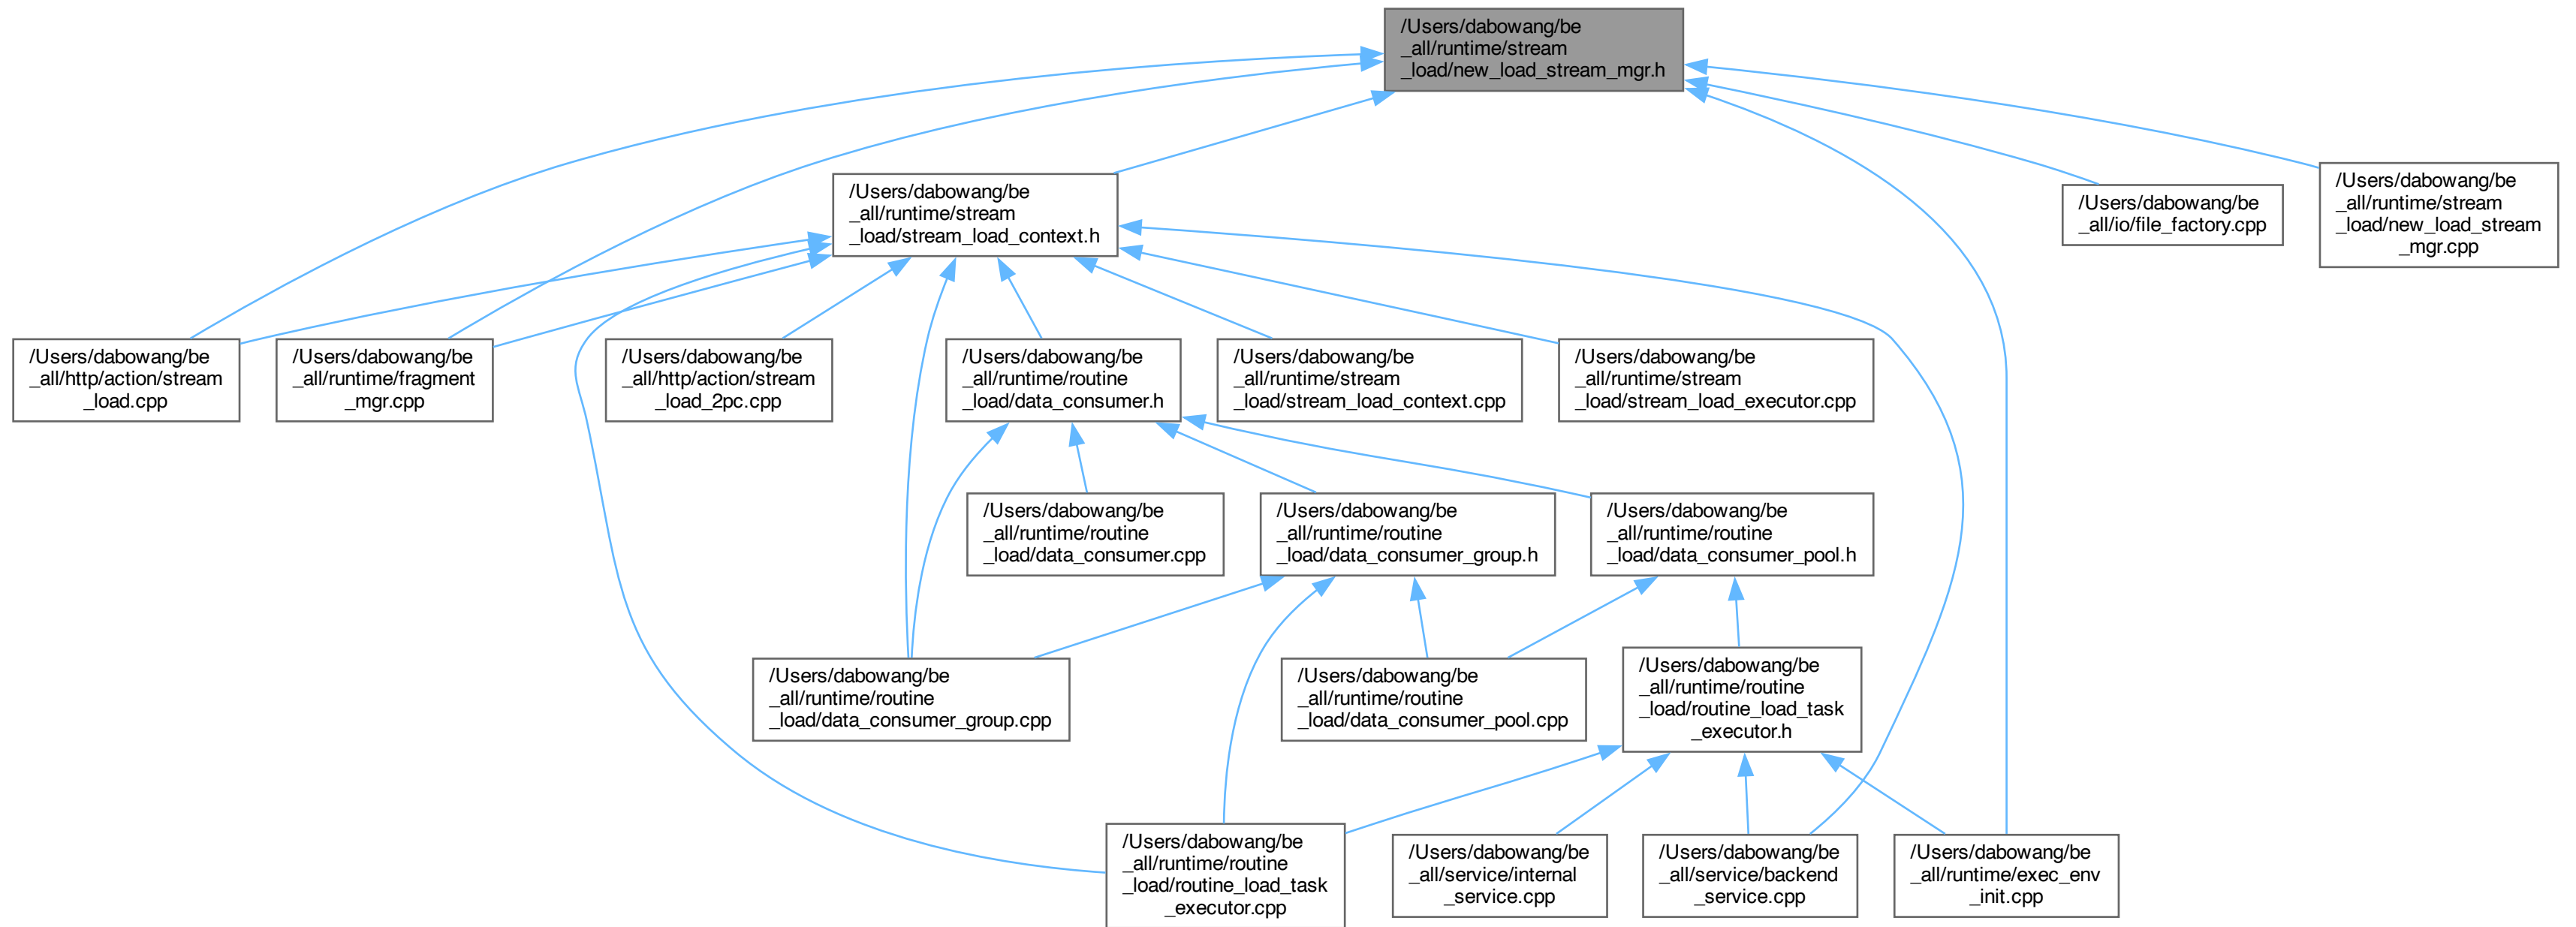 /Users/dabowang/be
_all/runtime/stream
_load/new_load_stream_mgr.h
/Users/dabowang/be
_all/runtime/stream
_load/stream_load_context.h
/Users/dabowang/be
_all/io/file_factory.cpp
/Users/dabowang/be
_all/runtime/stream
_load/new_load_stream
_mgr.cpp
/Users/dabowang/be
_all/http/action/stream
_load.cpp
/Users/dabowang/be
_all/runtime/fragment
_mgr.cpp
/Users/dabowang/be
_all/http/action/stream
_load_2pc.cpp
/Users/dabowang/be
_all/runtime/routine
_load/data_consumer.h
/Users/dabowang/be
_all/runtime/stream
_load/stream_load_context.cpp
/Users/dabowang/be
_all/runtime/stream
_load/stream_load_executor.cpp
/Users/dabowang/be
_all/runtime/routine
_load/data_consumer.cpp
/Users/dabowang/be
_all/runtime/routine
_load/data_consumer_group.h
/Users/dabowang/be
_all/runtime/routine
_load/data_consumer_pool.h
/Users/dabowang/be
_all/runtime/routine
_load/data_consumer_group.cpp
/Users/dabowang/be
_all/runtime/routine
_load/data_consumer_pool.cpp
/Users/dabowang/be
_all/runtime/routine
_load/routine_load_task
_executor.h
/Users/dabowang/be
_all/runtime/routine
_load/routine_load_task
_executor.cpp
/Users/dabowang/be
_all/service/internal
_service.cpp
/Users/dabowang/be
_all/service/backend
_service.cpp
/Users/dabowang/be
_all/runtime/exec_env
_init.cpp